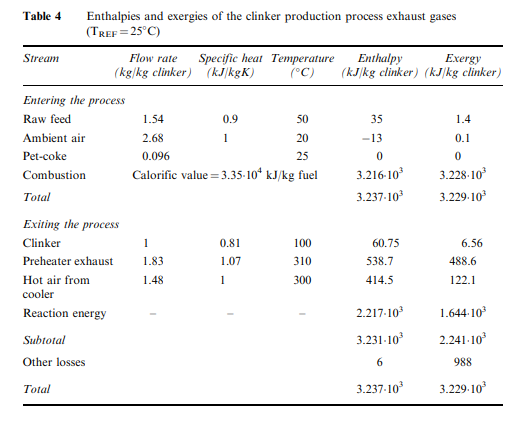 Table 4 Enthalpies and exergies of the clinker production process exhaust gases
(T_REF = 25°C)
Stream Flow rate Specific heat Temperature Enthalpy Exergy
(kg/kg clinker) (kJ/kgK) (°C) (kJ/kg clinker) (kJ/kg clinker)
Entering the process
Raw feed 1.54 0.9 50 35 1.4
Ambient air 2.68 1 20 −13 0.1
Pet-coke 0.096 25 0 0
Combustion Calorific value = 3.35·10⁴ kJ/kg fuel 3.216·10³ 3.228·10³
Total 3.237·10³ 3.229·10³
Exiting the process
Clinker 1 0.81 100 60.75 6.56
Preheater exhaust 1.83 1.07 310 538.7 488.6
Hot air from 1.48 1 300 414.5 122.1
cooler
Reaction energy – – – 2.217·10³ 1.644·10³
Subtotal 3.231·10³ 2.241·10³
Other losses 6 988
Total 3.237·10³ 3.229·10³